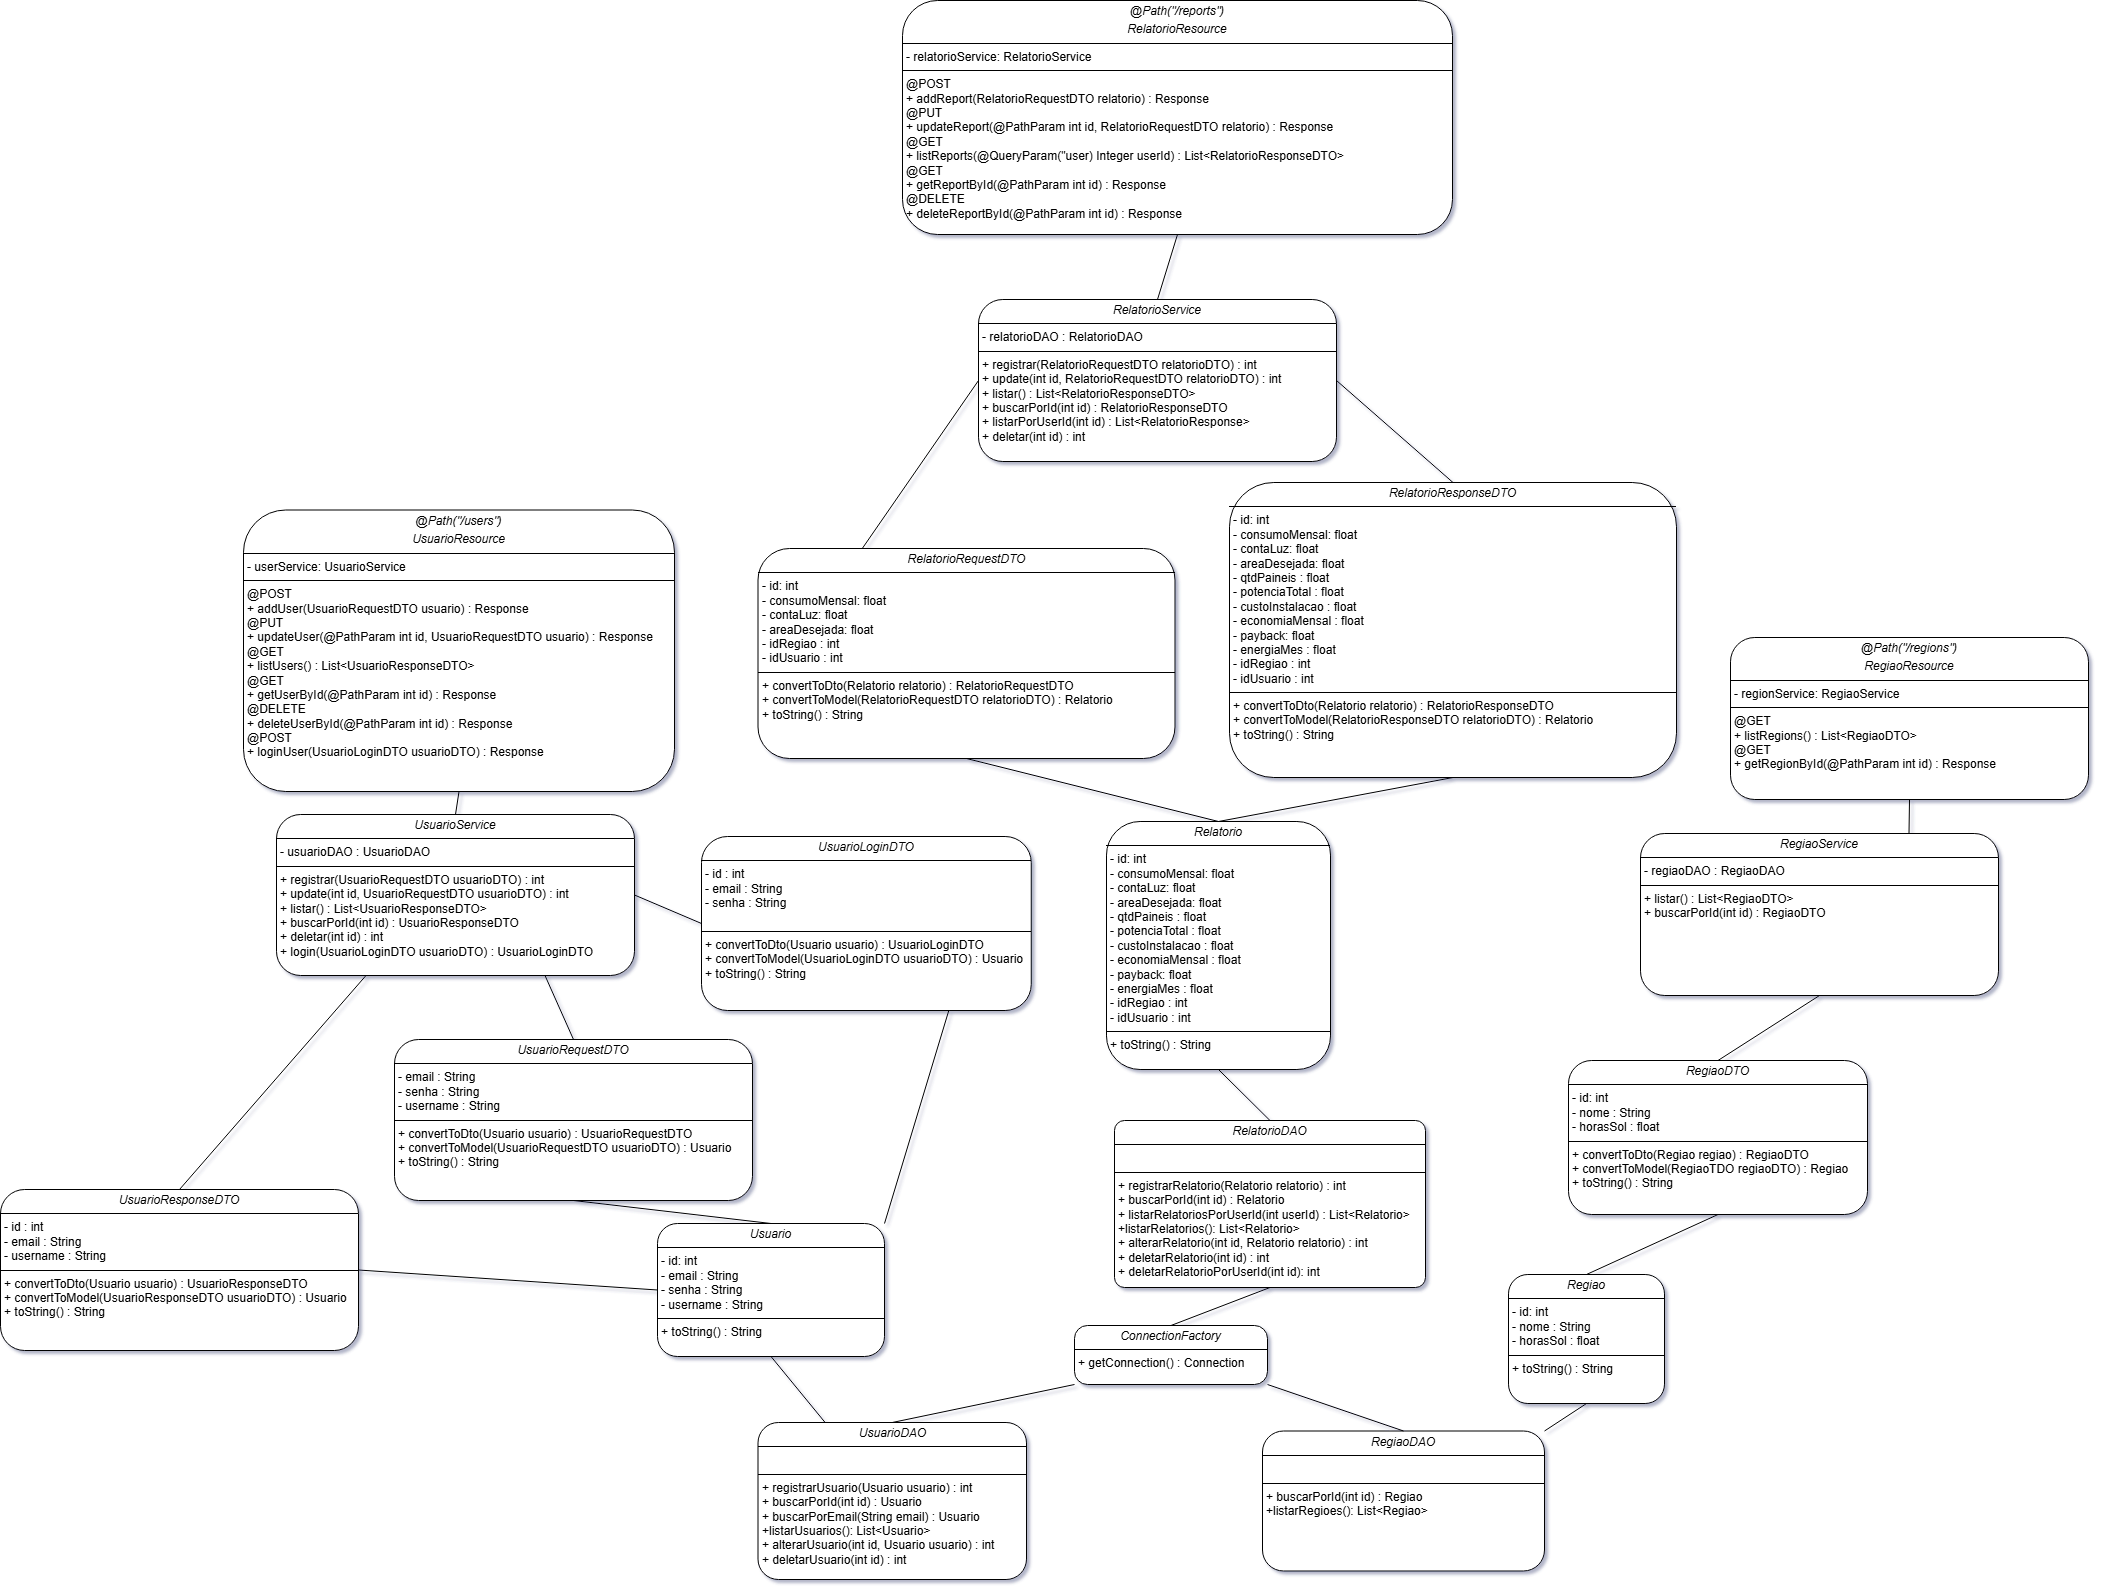 @Path("/reports")
RelatorioResource
- relatorioService: RelatorioService
@POST
+ addReport(RelatorioRequestDTO relatorio) : Response
@PUT
+ updateReport(@PathParam int id, RelatorioRequestDTO relatorio) : Response
@GET
+ listReports(@QueryParam("user) Integer userId) : List<RelatorioResponseDTO>
@GET
+ getReportById(@PathParam int id) : Response
@DELETE
+ deleteReportById(@PathParam int id) : Response
RelatorioService
- relatorioDAO : RelatorioDAO
+ registrar(RelatorioRequestDTO relatorioDTO) : int
+ update(int id, RelatorioRequestDTO relatorioDTO) : int
+ listar() : List<RelatorioResponseDTO>
+ buscarPorId(int id) : RelatorioResponseDTO
+ listarPorUserId(int id) : List<RelatorioResponse>
+ deletar(int id) : int
RelatorioResponseDTO
- id: int
- consumoMensal: float
- contaLuz: float
- areaDesejada: float
- qtdPaineis : float
- potenciaTotal : float
- custoInstalacao : float
- economiaMensal : float
- payback: float
- energiaMes : float
- idRegiao : int
- idUsuario : int
+ convertToDto(Relatorio relatorio) : RelatorioResponseDTO
+ convertToModel(RelatorioResponseDTO relatorioDTO) : Relatorio
+ toString() : String
@Path("/users")
UsuarioResource
- userService: UsuarioService
@POST
+ addUser(UsuarioRequestDTO usuario) : Response
@PUT
+ updateUser(@PathParam int id, UsuarioRequestDTO usuario) : Response
@GET
+ listUsers() : List<UsuarioResponseDTO>
@GET
+ getUserById(@PathParam int id) : Response
@DELETE
+ deleteUserById(@PathParam int id) : Response
@POST
+ loginUser(UsuarioLoginDTO usuarioDTO) : Response
RelatorioRequestDTO
- id: int
- consumoMensal: float
- contaLuz: float
- areaDesejada: float
- idRegiao : int
- idUsuario : int
+ convertToDto(Relatorio relatorio) : RelatorioRequestDTO
+ convertToModel(RelatorioRequestDTO relatorioDTO) : Relatorio
+ toString() : String
@Path("/regions")
RegiaoResource
- regionService: RegiaoService
@GET
+ listRegions() : List<RegiaoDTO>
@GET
+ getRegionById(@PathParam int id) : Response
UsuarioService
- usuarioDAO : UsuarioDAO
+ registrar(UsuarioRequestDTO usuarioDTO) : int
+ update(int id, UsuarioRequestDTO usuarioDTO) : int
+ listar() : List<UsuarioResponseDTO>
+ buscarPorId(int id) : UsuarioResponseDTO
+ deletar(int id) : int
+ login(UsuarioLoginDTO usuarioDTO) : UsuarioLoginDTO
UsuarioLoginDTO
- id : int
- email : String
- senha : String
+ convertToDto(Usuario usuario) : UsuarioLoginDTO
+ convertToModel(UsuarioLoginDTO usuarioDTO) : Usuario
+ toString() : String
Relatorio
- id: int
- consumoMensal: float
- contaLuz: float
- areaDesejada: float
- qtdPaineis : float
- potenciaTotal : float
- custoInstalacao : float
- economiaMensal : float
- payback: float
- energiaMes : float
- idRegiao : int
- idUsuario : int
+ toString() : String
RegiaoService
- regiaoDAO : RegiaoDAO
+ listar() : List<RegiaoDTO>
+ buscarPorId(int id) : RegiaoDTO
UsuarioRequestDTO
- email : String
- senha : String
- username : String
+ convertToDto(Usuario usuario) : UsuarioRequestDTO
+ convertToModel(UsuarioRequestDTO usuarioDTO) : Usuario
+ toString() : String
RegiaoDTO
- id: int
- nome : String
- horasSol : float
+ convertToDto(Regiao regiao) : RegiaoDTO
+ convertToModel(RegiaoTDO regiaoDTO) : Regiao
+ toString() : String
RelatorioDAO
+ registrarRelatorio(Relatorio relatorio) : int
+ buscarPorId(int id) : Relatorio
+ listarRelatoriosPorUserId(int userId) : List<Relatorio>
+listarRelatorios(): List<Relatorio>
+ alterarRelatorio(int id, Relatorio relatorio) : int
+ deletarRelatorio(int id) : int
+ deletarRelatorioPorUserId(int id): int
UsuarioResponseDTO
- id : int
- email : String
- username : String
+ convertToDto(Usuario usuario) : UsuarioResponseDTO
+ convertToModel(UsuarioResponseDTO usuarioDTO) : Usuario
+ toString() : String
Usuario
- id: int
- email : String
- senha : String
- username : String
+ toString() : String
Regiao
- id: int
- nome : String
- horasSol : float
+ toString() : String
ConnectionFactory
+ getConnection() : Connection
UsuarioDAO
+ registrarUsuario(Usuario usuario) : int
+ buscarPorId(int id) : Usuario
+ buscarPorEmail(String email) : Usuario
+listarUsuarios(): List<Usuario>
+ alterarUsuario(int id, Usuario usuario) : int
+ deletarUsuario(int id) : int
RegiaoDAO
+ buscarPorId(int id) : Regiao
+listarRegioes(): List<Regiao>